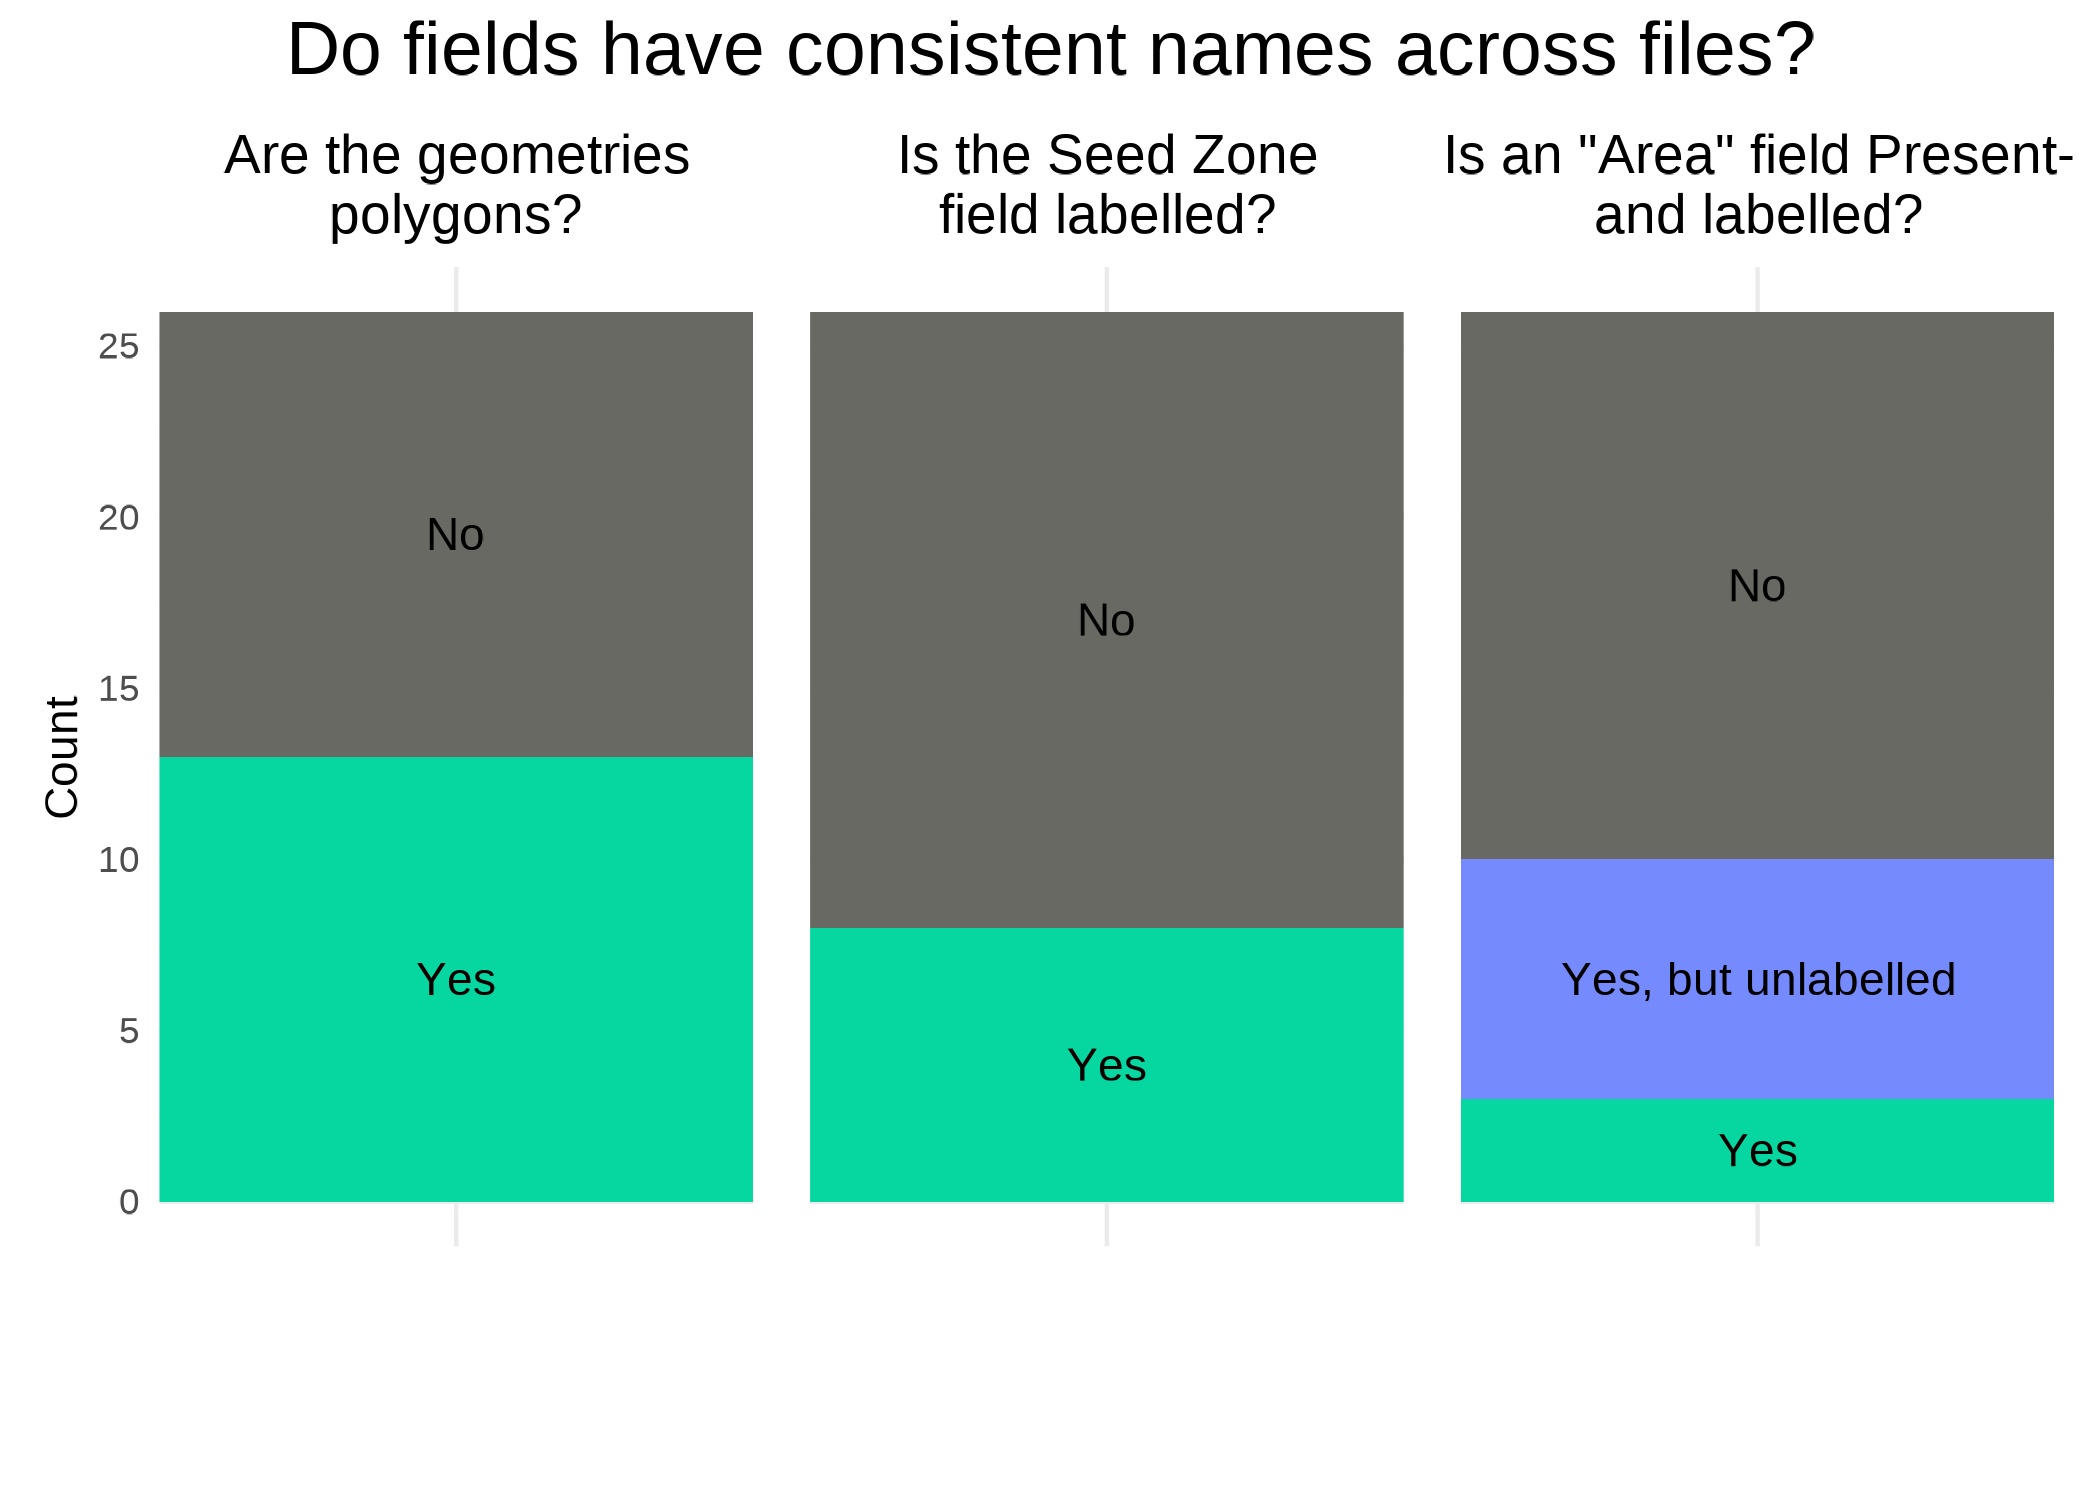 Do fields have consistent names across files?
Are the geometries
polygons?
Is the Seed Zone
field labelled?
Is an "Area" field Present-
and labelled?
Count
25
20
15
10
5
0
No
Yes
No
Yes
No
Yes, but unlabelled
Yes